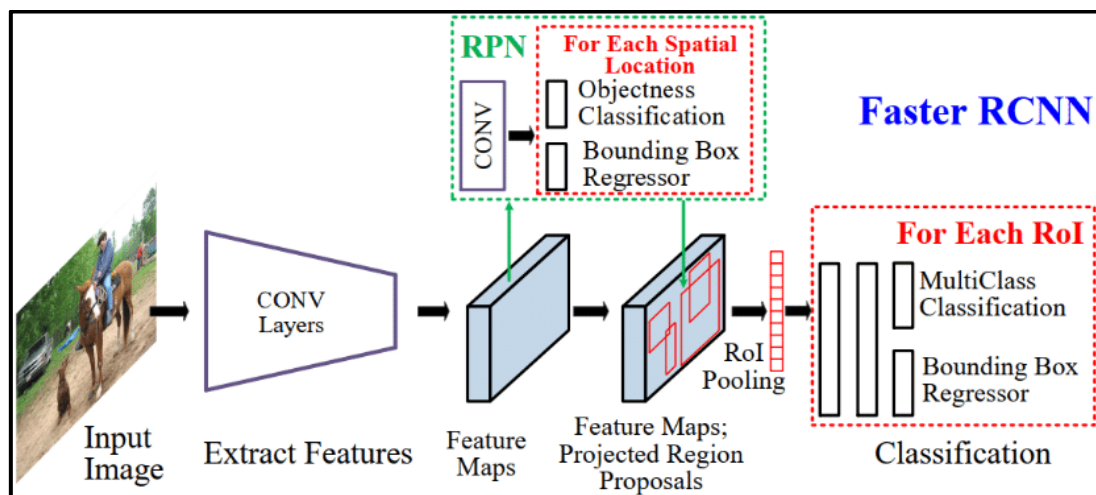 RPN
For Each Spatial
Location
CONV
Objectness
Classification
Bounding Box
Regressor
Faster RCNN
CONV
Layers
Input
Image
Extract Features
Feature
Maps
Feature Maps;
Projected Region
Proposals
RoI
Pooling
For Each RoI
MultiClass
Classification
Bounding Box
Regressor
Classification